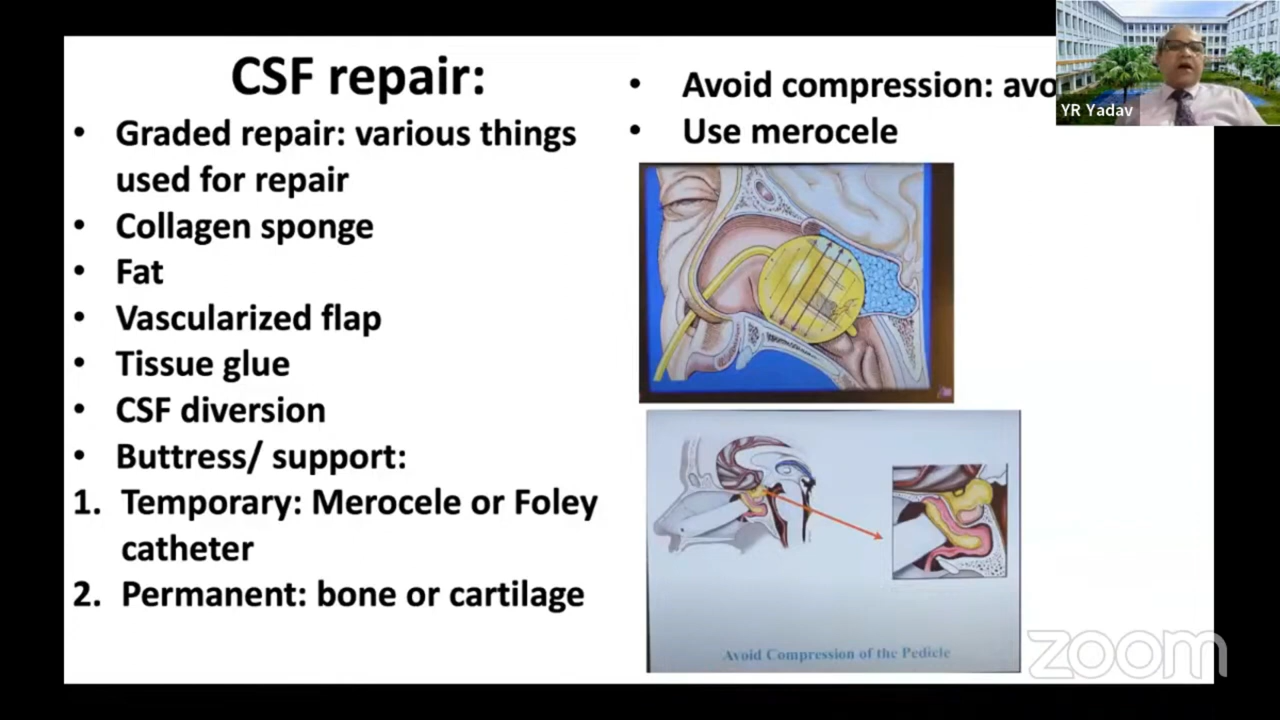 CSF repair:
• Graded repair: various things
used for repair
• Collagen sponge
• Fat
• Vascularized flap
• Tissue glue
• CSF diversion
• Buttress/ support:
1. Temporary: Merocele or Foley
catheter
2. Permanent: bone or cartilage
• Avoid compression: avo
• Use merocele
Avoid Compression of the Pedicle
YR Yadav
zoom